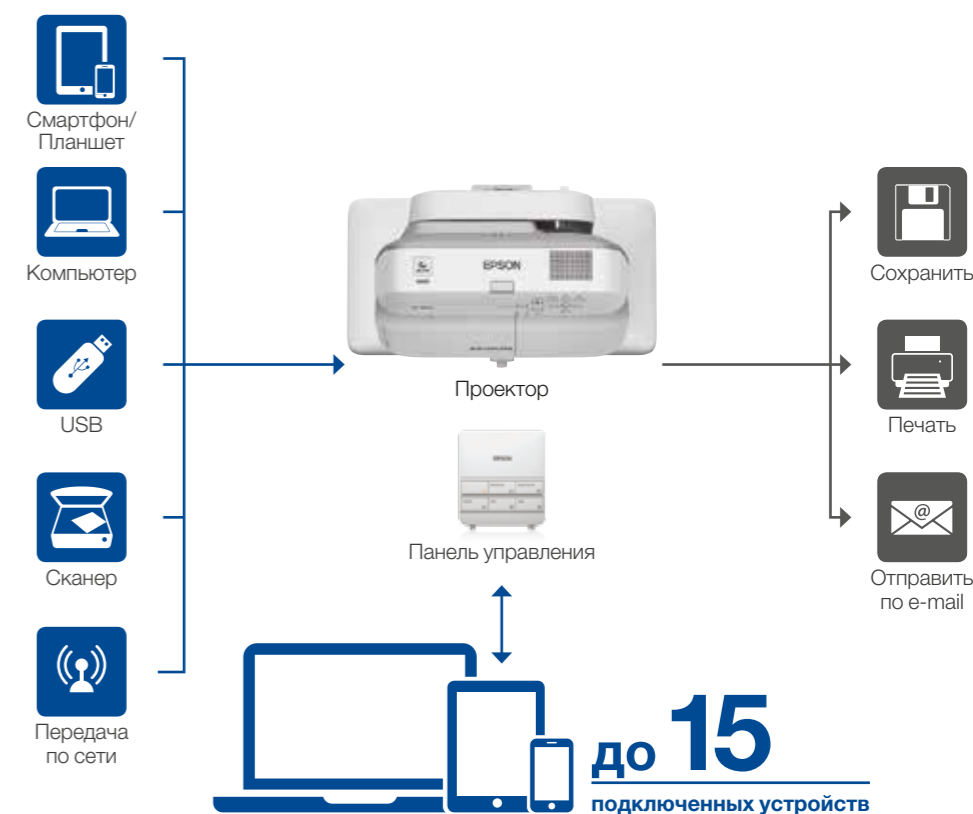 Смартфон/
Планшет
Компьютер
USB
Сканер
Передача
по сети
EPSON
Проектор
EPSON
Панель управления
Сохранить
Печать
@
Отправить
по e-mail
до 15
подключенных устройств